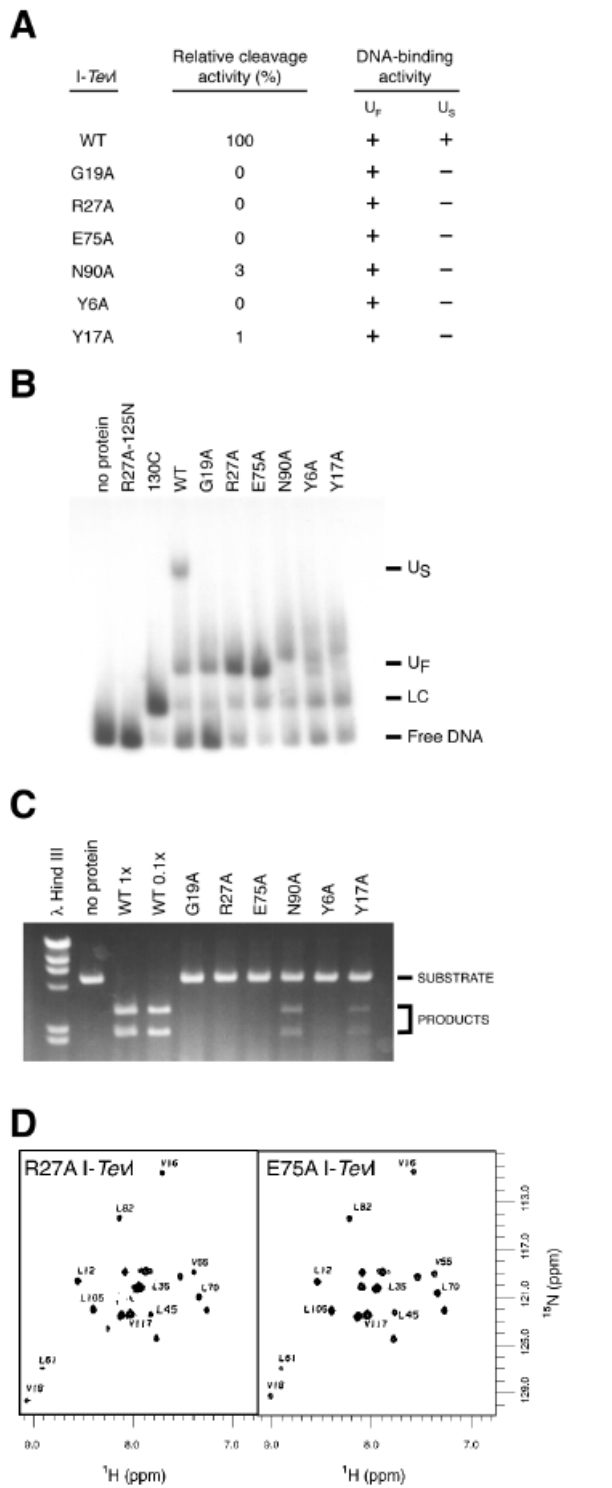 A
I-TevI
Relative cleavage activity (%)
DNA-binding activity
UF US
WT 100 + +
G19A 0 + −
R27A 0 + −
E75A 0 + −
N90A 3 + −
Y6A 0 + −
Y17A 1 + −
B
no protein R27A-125N 130C WT G19A R27A E75A N90A Y6A Y17A
US
UF
LC
Free DNA
C
λ Hind III no protein WT 1x WT 0.1x G19A R27A E75A N90A Y6A Y17A
SUBSTRATE
PRODUCTS
D
R27A I-TevI
V16
L82
L12
V55
L35
L70
L105
L45
V117
L61
V18
E75A I-TevI
V16
L82
L12
V55
L35
L70
L105
L45
V117
L61
V18
113.0
117.0
121.0
125.0
129.0
15N (ppm)
9.0 8.0 7.0
9.0 8.0 7.0
1H (ppm)
1H (ppm)